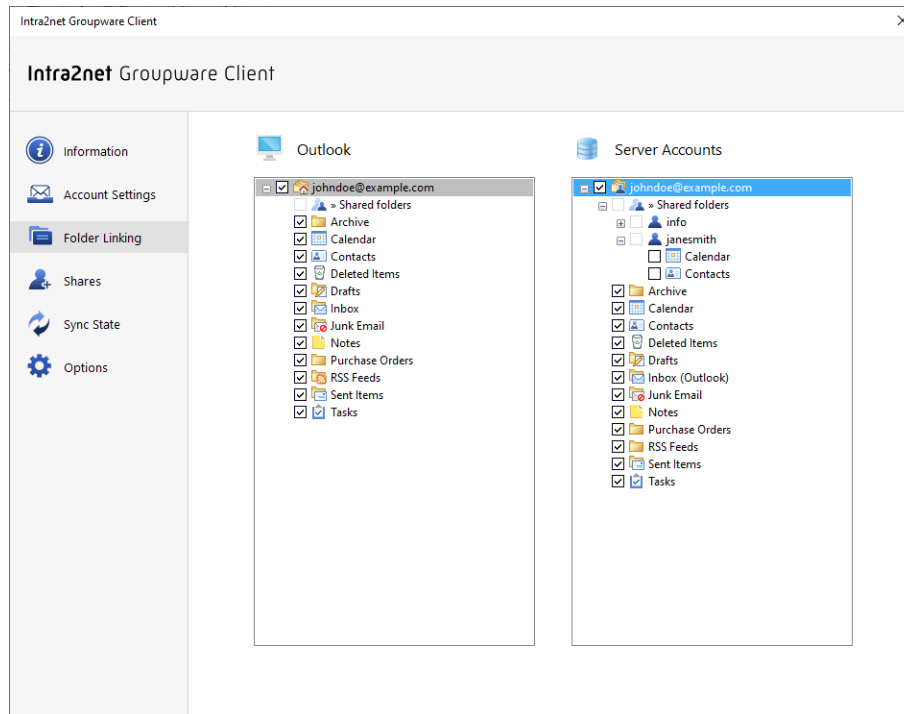 Intra2net Groupware Client
Intra2net Groupware Client
Information
Account Settings
Folder Linking
Shares
Sync State
Options
Outlook
johndoe@example.com
» Shared folders
Archive
Calendar
Contacts
Deleted Items
Drafts
Inbox
Junk Email
Notes
Purchase Orders
RSS Feeds
Sent Items
Tasks
Server Accounts
johndoe@example.com
» Shared folders
info
janesmith
Calendar
Contacts
Archive
Calendar
Contacts
Deleted Items
Drafts
Inbox (Outlook)
Junk Email
Notes
Purchase Orders
RSS Feeds
Sent Items
Tasks